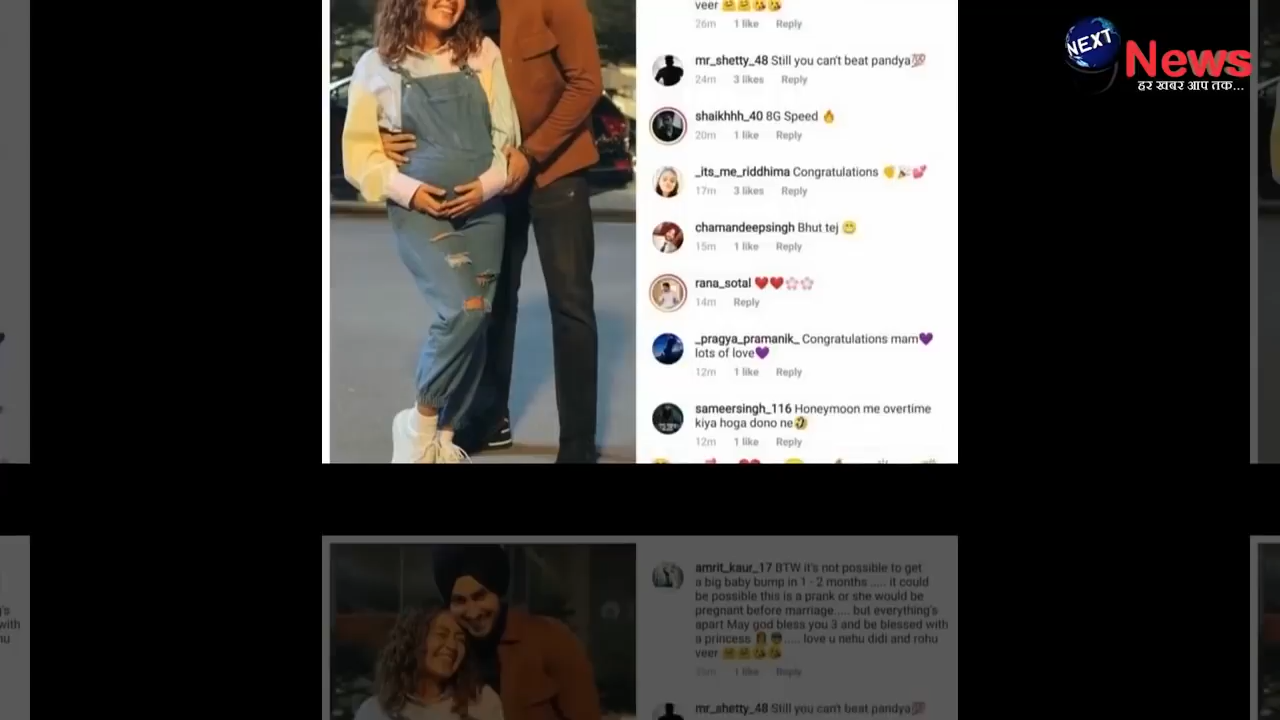 veer 🤗🤗😘😘
26m 1 like Reply
mr_shetty_48 Still you can't beat pandya💯
24m 3 likes Reply
shaikhhh_40 8G Speed 🔥
20m 1 like Reply
_its_me_riddhima Congratulations 👏🎉💕
17m 3 likes Reply
chamandeepsingh Bhut tej 😁
15m 1 like Reply
rana_sotal ❤️❤️🌸🌸
14m Reply
_pragya_pramanik_ Congratulations mam💜
lots of love💜
12m 1 like Reply
sameersingh_116 Honeymoon me overtime
kiya hoga dono ne🤣
12m 1 like Reply
NEXT
News
हर खबर आप तक...
amrit_kaur_17 BTW it's not possible to get
a big baby bump in 1 - 2 months ..... it could
be possible this is a prank or she would be
pregnant before marriage..... but everything's
apart May god bless you 3 and be blessed with
a princess 👸👼..... love u nehu didi and rohu
veer 🤗🤗😘😘
1 like Reply
mr_shetty_48 Still you can't beat pandya💯
's
with
hu